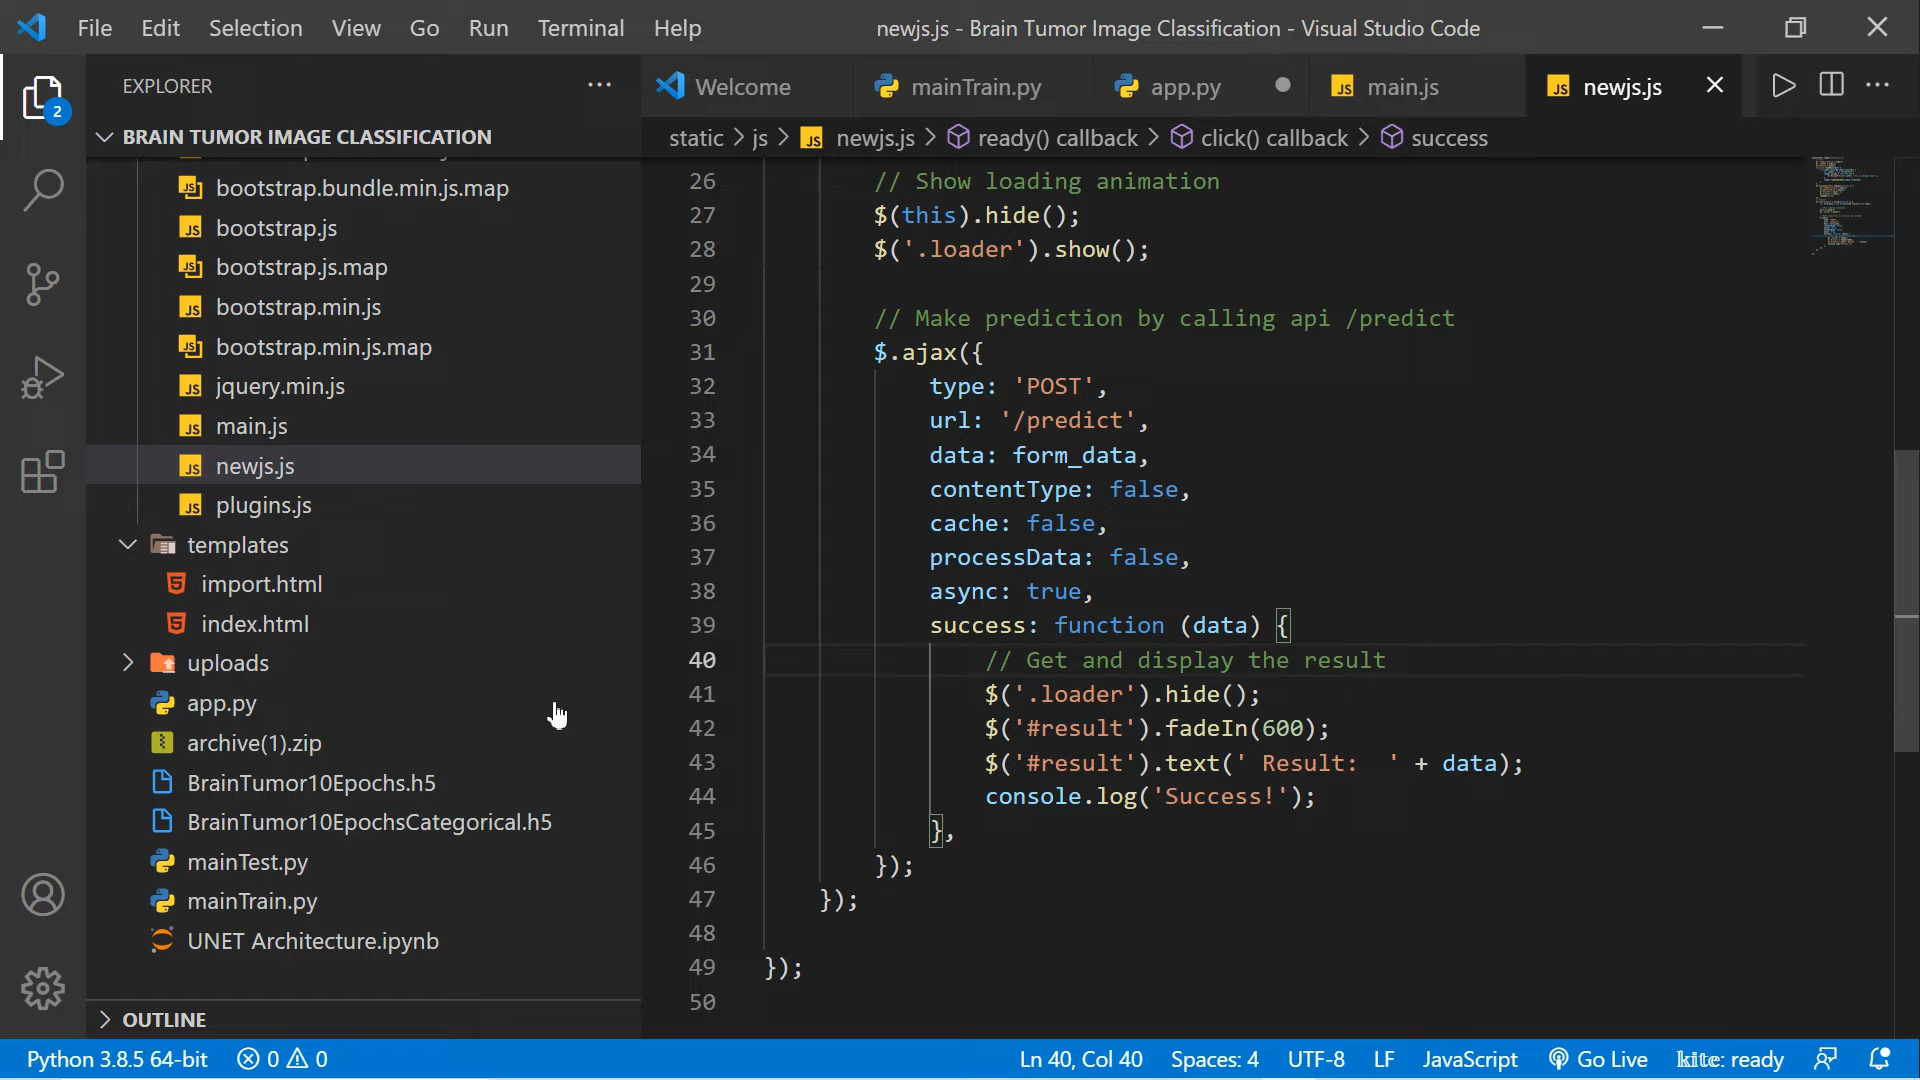 File Edit Selection View Go Run Terminal Help newjs.js - Brain Tumor Image Classification - Visual Studio Code
EXPLORER
Welcome mainTrain.py app.py main.js newjs.js
2
BRAIN TUMOR IMAGE CLASSIFICATION
static > js > newjs.js > ready() callback > click() callback > success
bootstrap.bundle.min.js.map
bootstrap.js
bootstrap.js.map
bootstrap.min.js
bootstrap.min.js.map
jquery.min.js
main.js
newjs.js
plugins.js
templates
import.html
index.html
uploads
app.py
archive(1).zip
BrainTumor10Epochs.h5
BrainTumor10EpochsCategorical.h5
mainTest.py
mainTrain.py
UNET Architecture.ipynb
OUTLINE
26 // Show loading animation
27 $(this).hide();
28 $('.loader').show();
29
30 // Make prediction by calling api /predict
31 $.ajax({
32 type: 'POST',
33 url: '/predict',
34 data: form_data,
35 contentType: false,
36 cache: false,
37 processData: false,
38 async: true,
39 success: function (data) {
40 // Get and display the result
41 $('.loader').hide();
42 $('#result').fadeIn(600);
43 $('#result').text(' Result:  ' + data);
44 console.log('Success!');
45 },
46 });
47 });
48
49 });
50
Python 3.8.5 64-bit 0 0 Ln 40, Col 40 Spaces: 4 UTF-8 LF JavaScript Go Live kite: ready